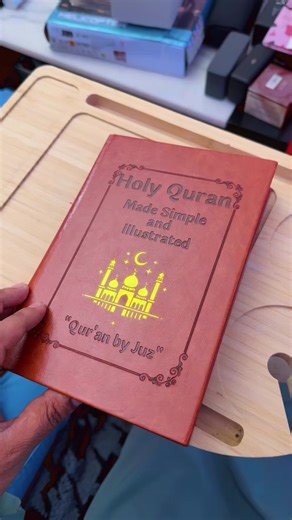 Holy Quran
Made Simple
and
Illustrated
"Qur'an by Juz"